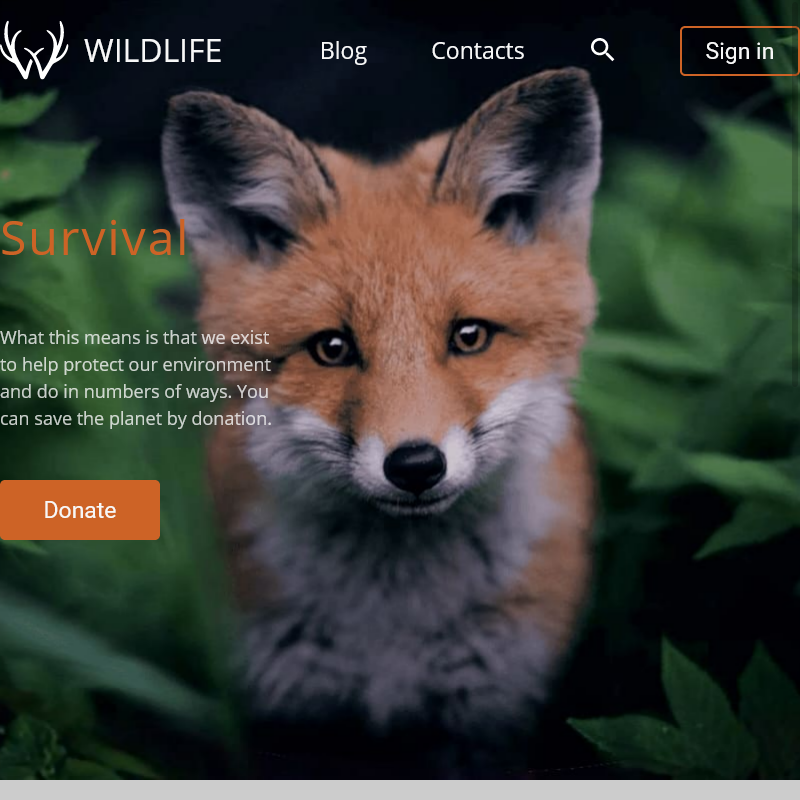 WILDLIFE
Blog
Contacts
Sign in
Survival
What this means is that we exist
to help protect our environment
and do in numbers of ways. You
can save the planet by donation.
Donate